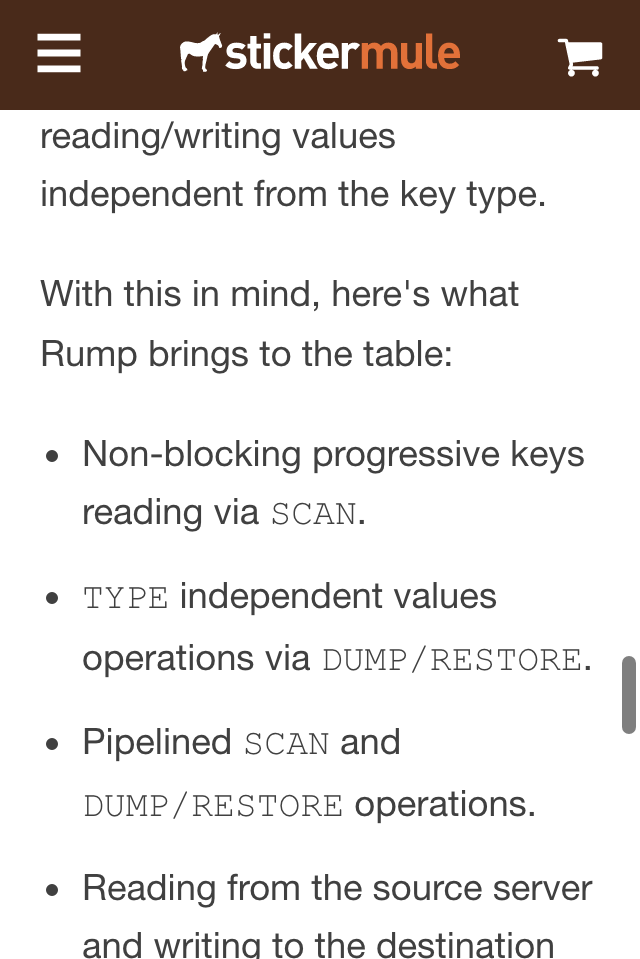 stickermule
reading/writing values
independent from the key type.
With this in mind, here's what
Rump brings to the table:
• Non-blocking progressive keys
reading via SCAN.
• TYPE independent values
operations via DUMP/RESTORE.
• Pipelined SCAN and
DUMP/RESTORE operations.
• Reading from the source server
and writing to the destination